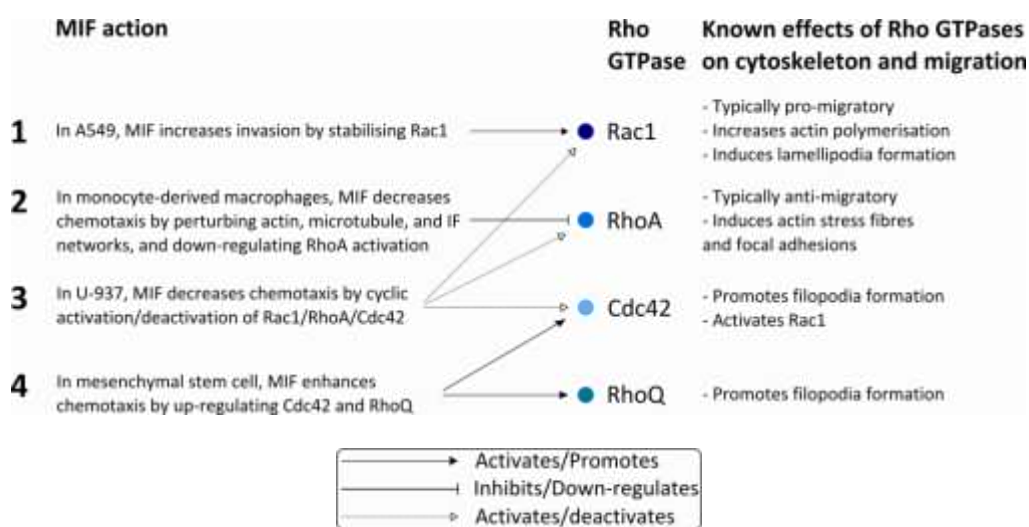 MIF action
Rho
GTPase
Known effects of Rho GTPases
on cytoskeleton and migration
1
In A549, MIF increases invasion by stabilising Rac1
Rac1
- Typically pro-migratory
- Increases actin polymerisation
- Induces lamellipodia formation
2
In monocyte-derived macrophages, MIF decreases
chemotaxis by perturbing actin, microtubule, and IF
networks, and down-regulating RhoA activation
RhoA
- Typically anti-migratory
- Induces actin stress fibres
and focal adhesions
3
In U-937, MIF decreases chemotaxis by cyclic
activation/deactivation of Rac1/RhoA/Cdc42
Cdc42
- Promotes filopodia formation
- Activates Rac1
4
In mesenchymal stem cell, MIF enhances
chemotaxis by up-regulating Cdc42 and RhoQ
RhoQ
- Promotes filopodia formation
Activates/Promotes
Inhibits/Down-regulates
Activates/deactivates